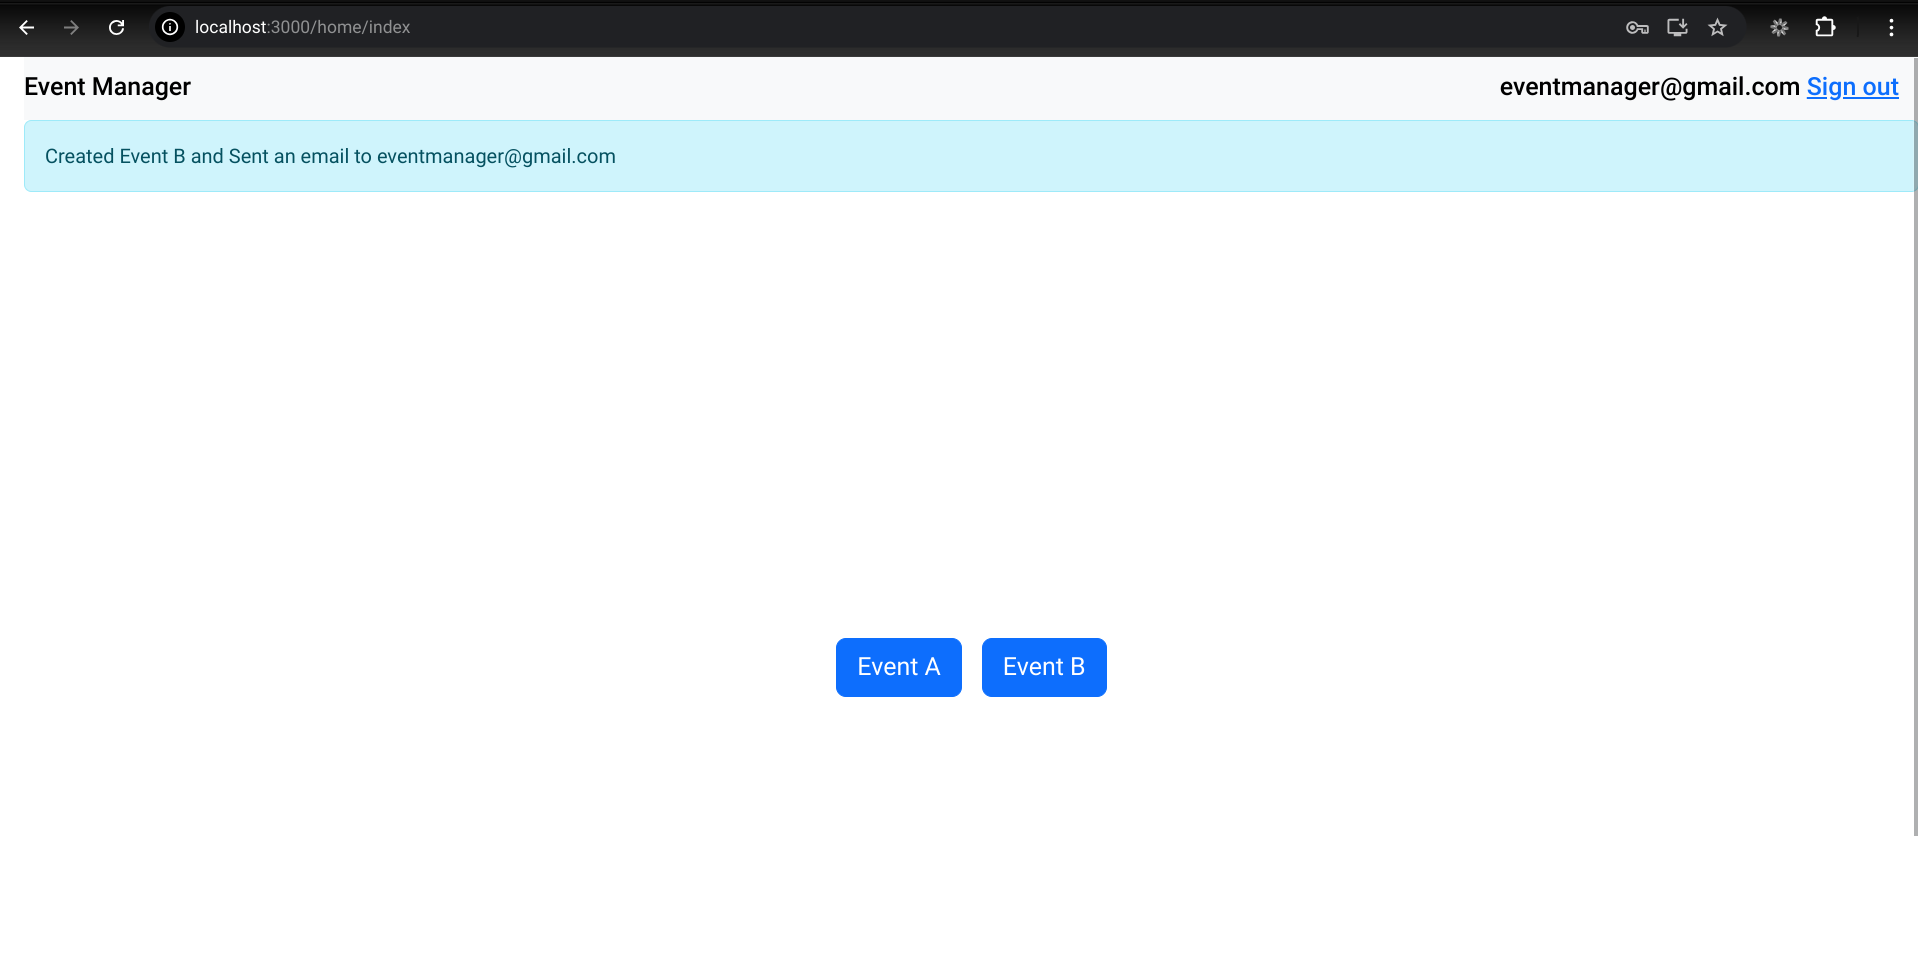 localhost:3000/home/index
Event Manager
eventmanager@gmail.com Sign out
Created Event B and Sent an email to eventmanager@gmail.com
Event A
Event B